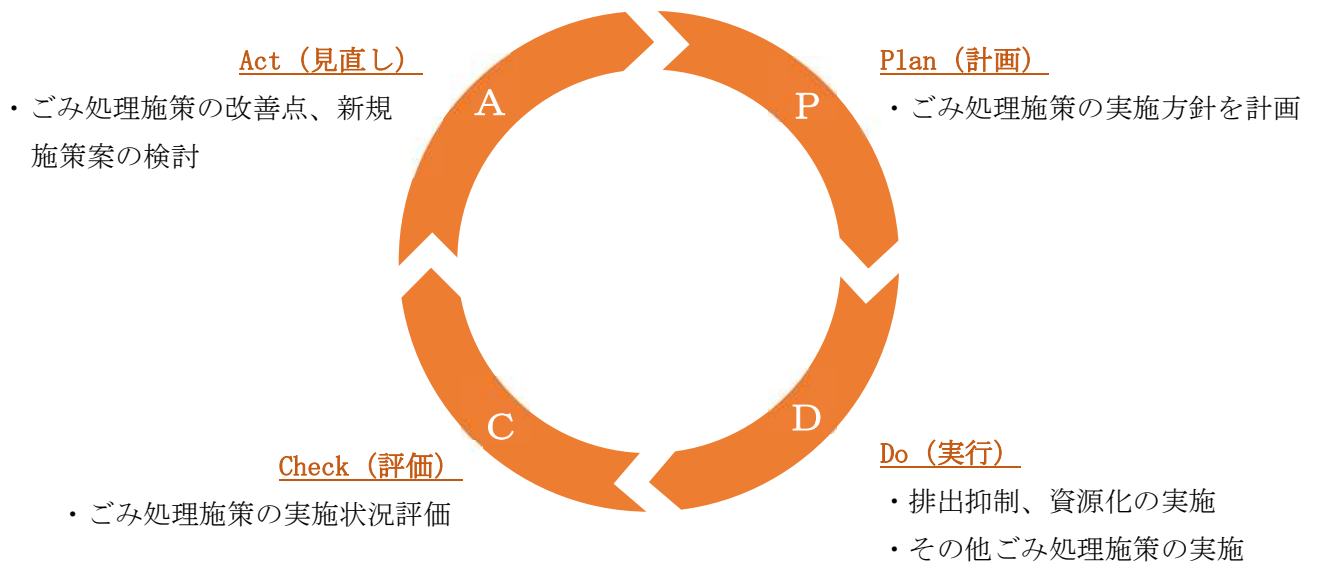 Act（見直し）
・ごみ処理施策の改善点、新規
施策案の検討
A
P
Plan（計画）
・ごみ処理施策の実施方針を計画
C
D
Check（評価）
・ごみ処理施策の実施状況評価
Do（実行）
・排出抑制、資源化の実施
・その他ごみ処理施策の実施